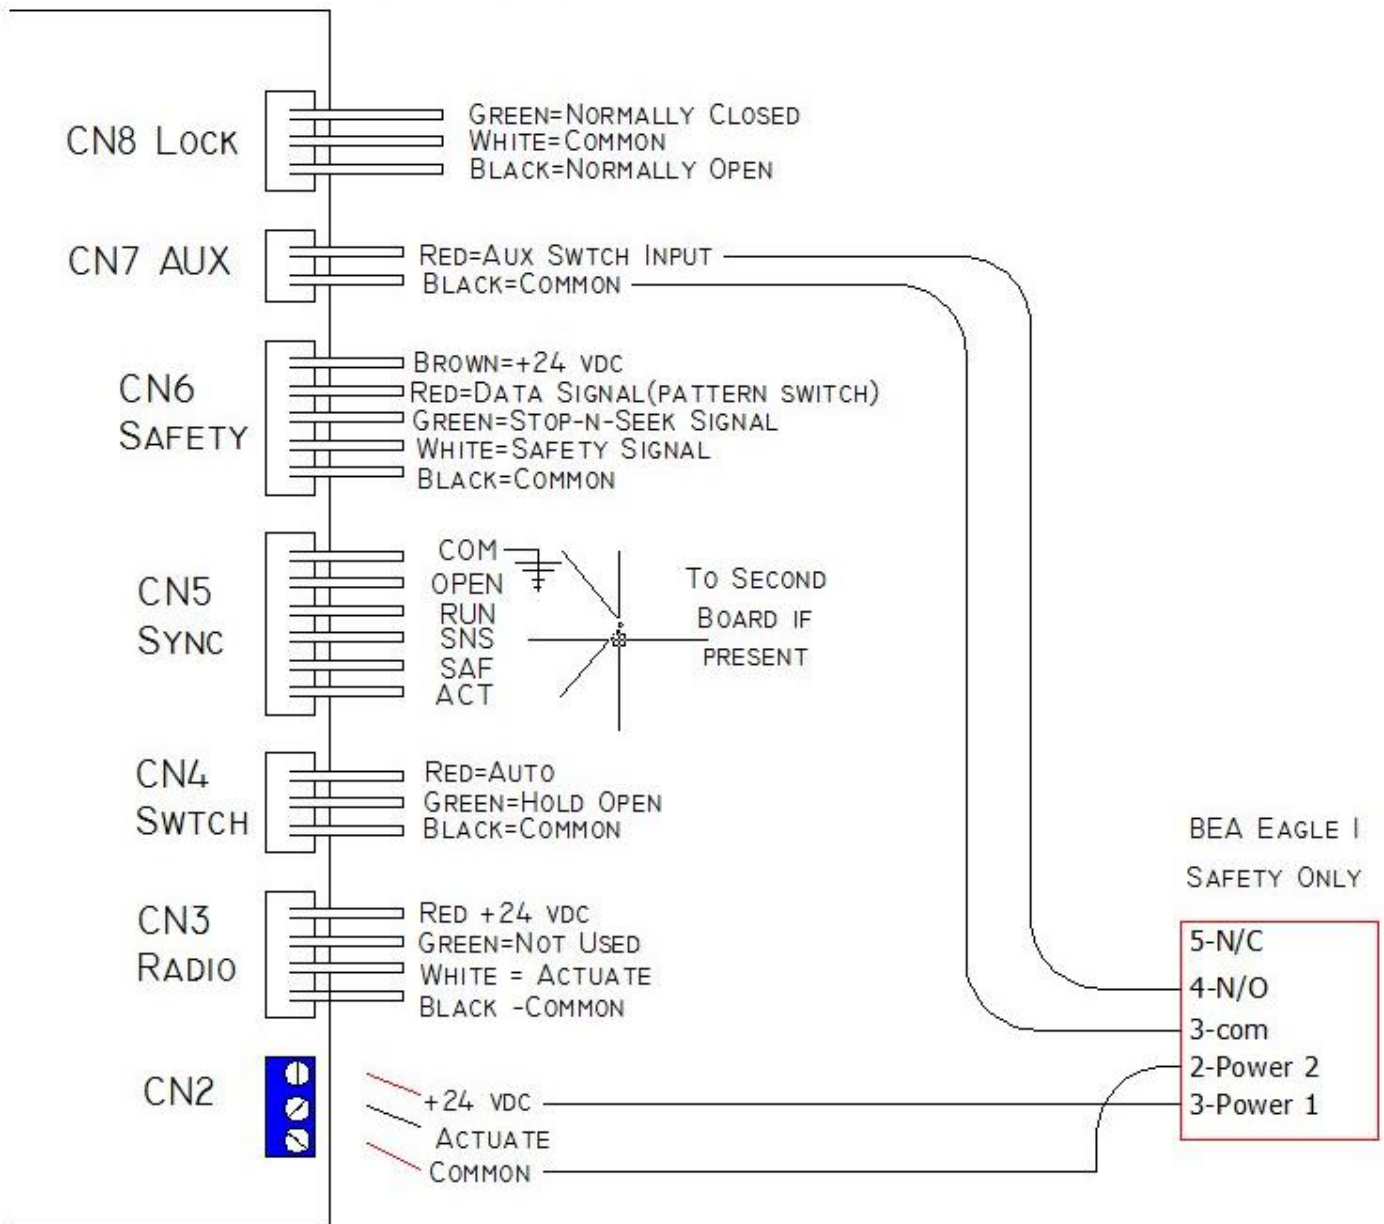 CN8 LOCK
GREEN=NORMALLY CLOSED
WHITE=COMMON
BLACK=NORMALLY OPEN
CN7 AUX
RED=AUX SWTCH INPUT
BLACK=COMMON
CN6
SAFETY
BROWN=+24 VDC
RED=DATA SIGNAL(PATTERN SWITCH)
GREEN=STOP-N-SEEK SIGNAL
WHITE=SAFETY SIGNAL
BLACK=COMMON
CN5
SYNC
COM
OPEN
RUN
SNS
SAF
ACT
TO SECOND
BOARD IF
PRESENT
CN4
SWTCH
RED=AUTO
GREEN=HOLD OPEN
BLACK=COMMON
CN3
RADIO
RED +24 VDC
GREEN=NOT USED
WHITE = ACTUATE
BLACK -COMMON
CN2
+24 VDC
ACTUATE
COMMON
BEA EAGLE I
SAFETY ONLY
5-N/C
4-N/O
3-com
2-Power 2
3-Power 1